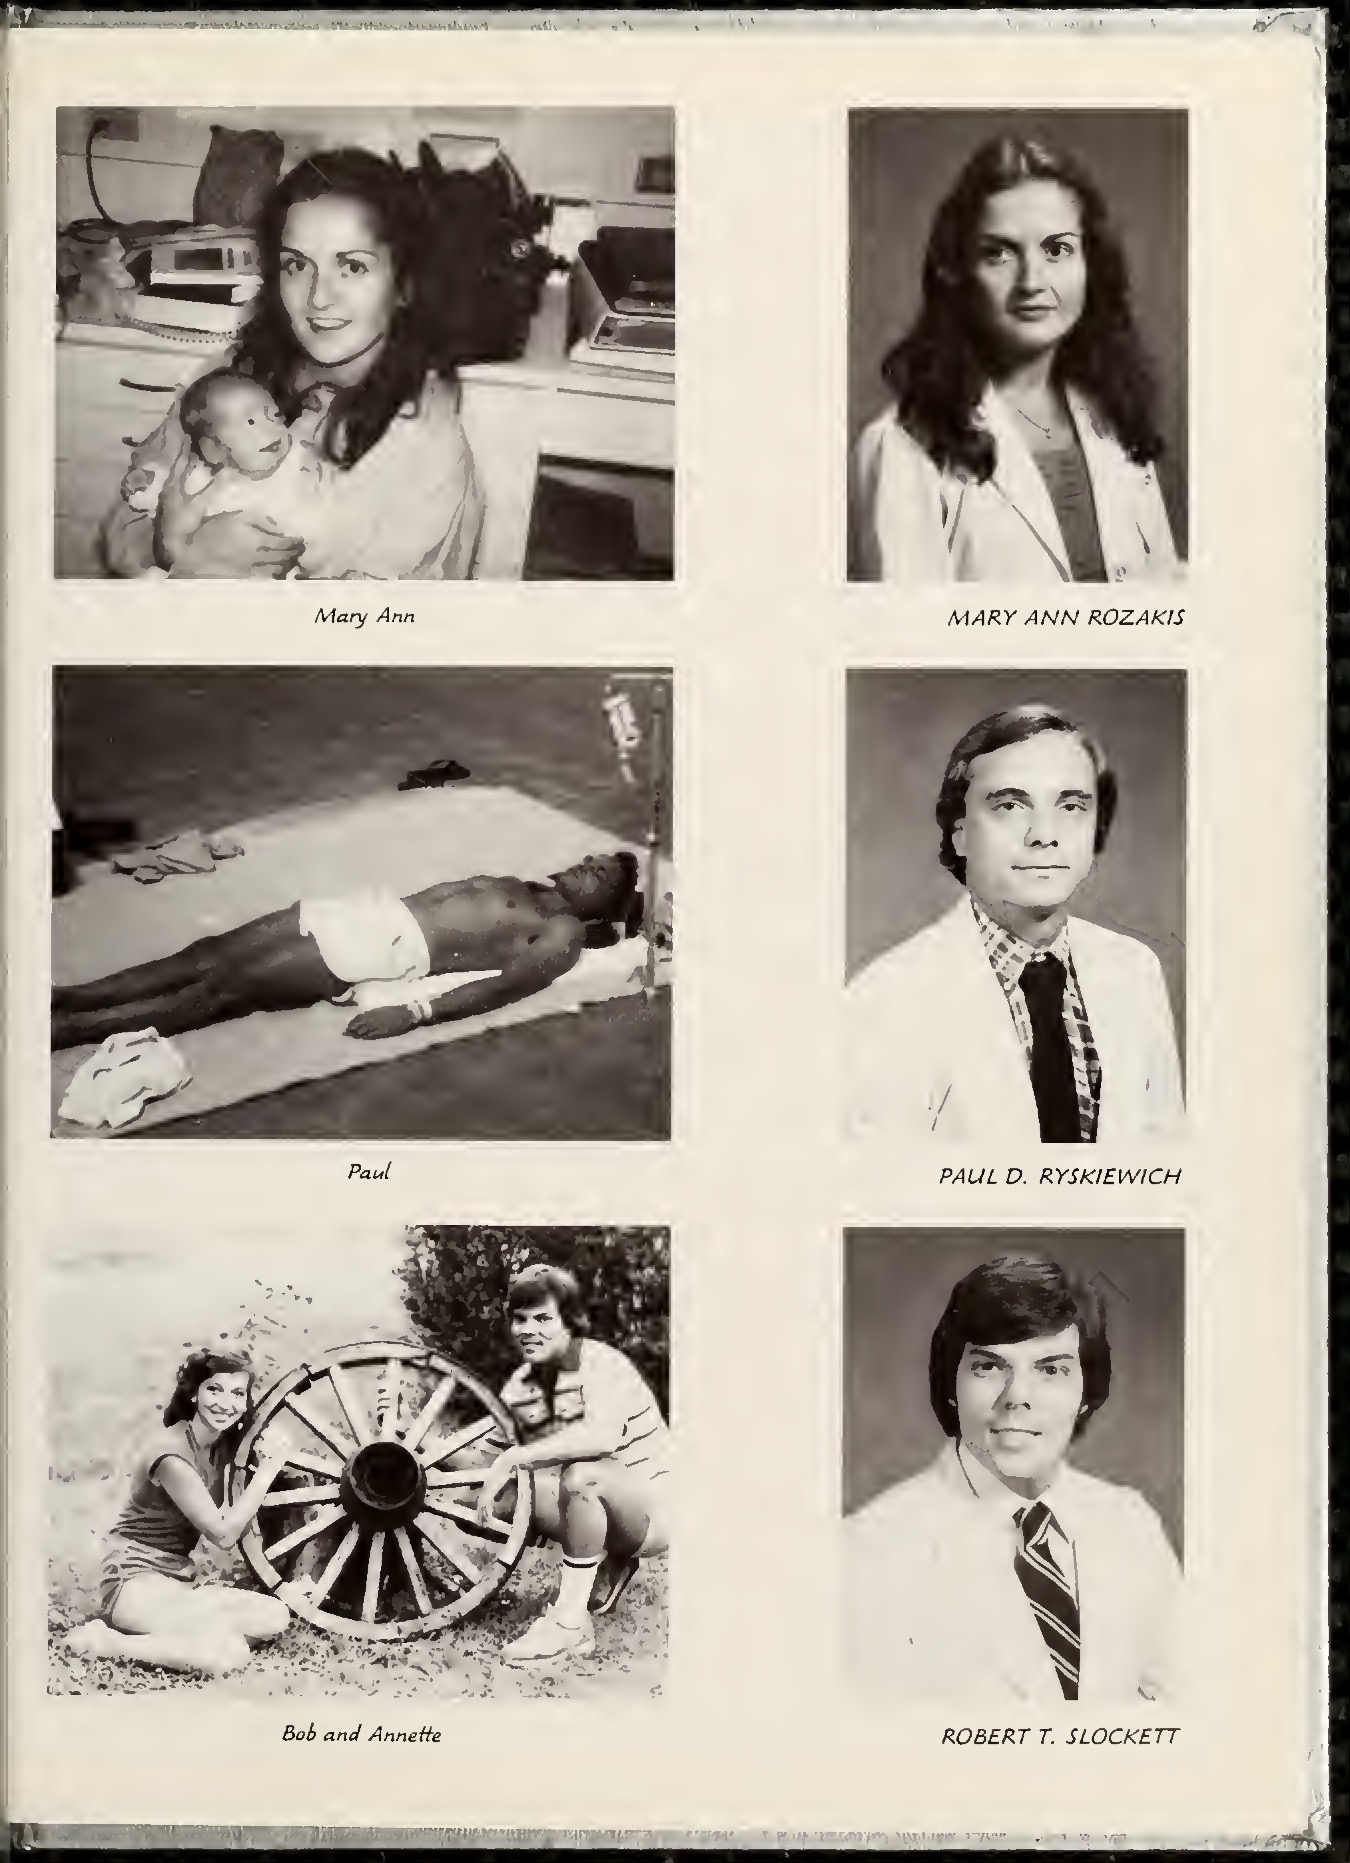 Mary Ann
MARY ANN ROZAKIS
Paul
PAUL D. RYSKIEWICH
Bob and Annette
ROBERT T. SLOCKETT